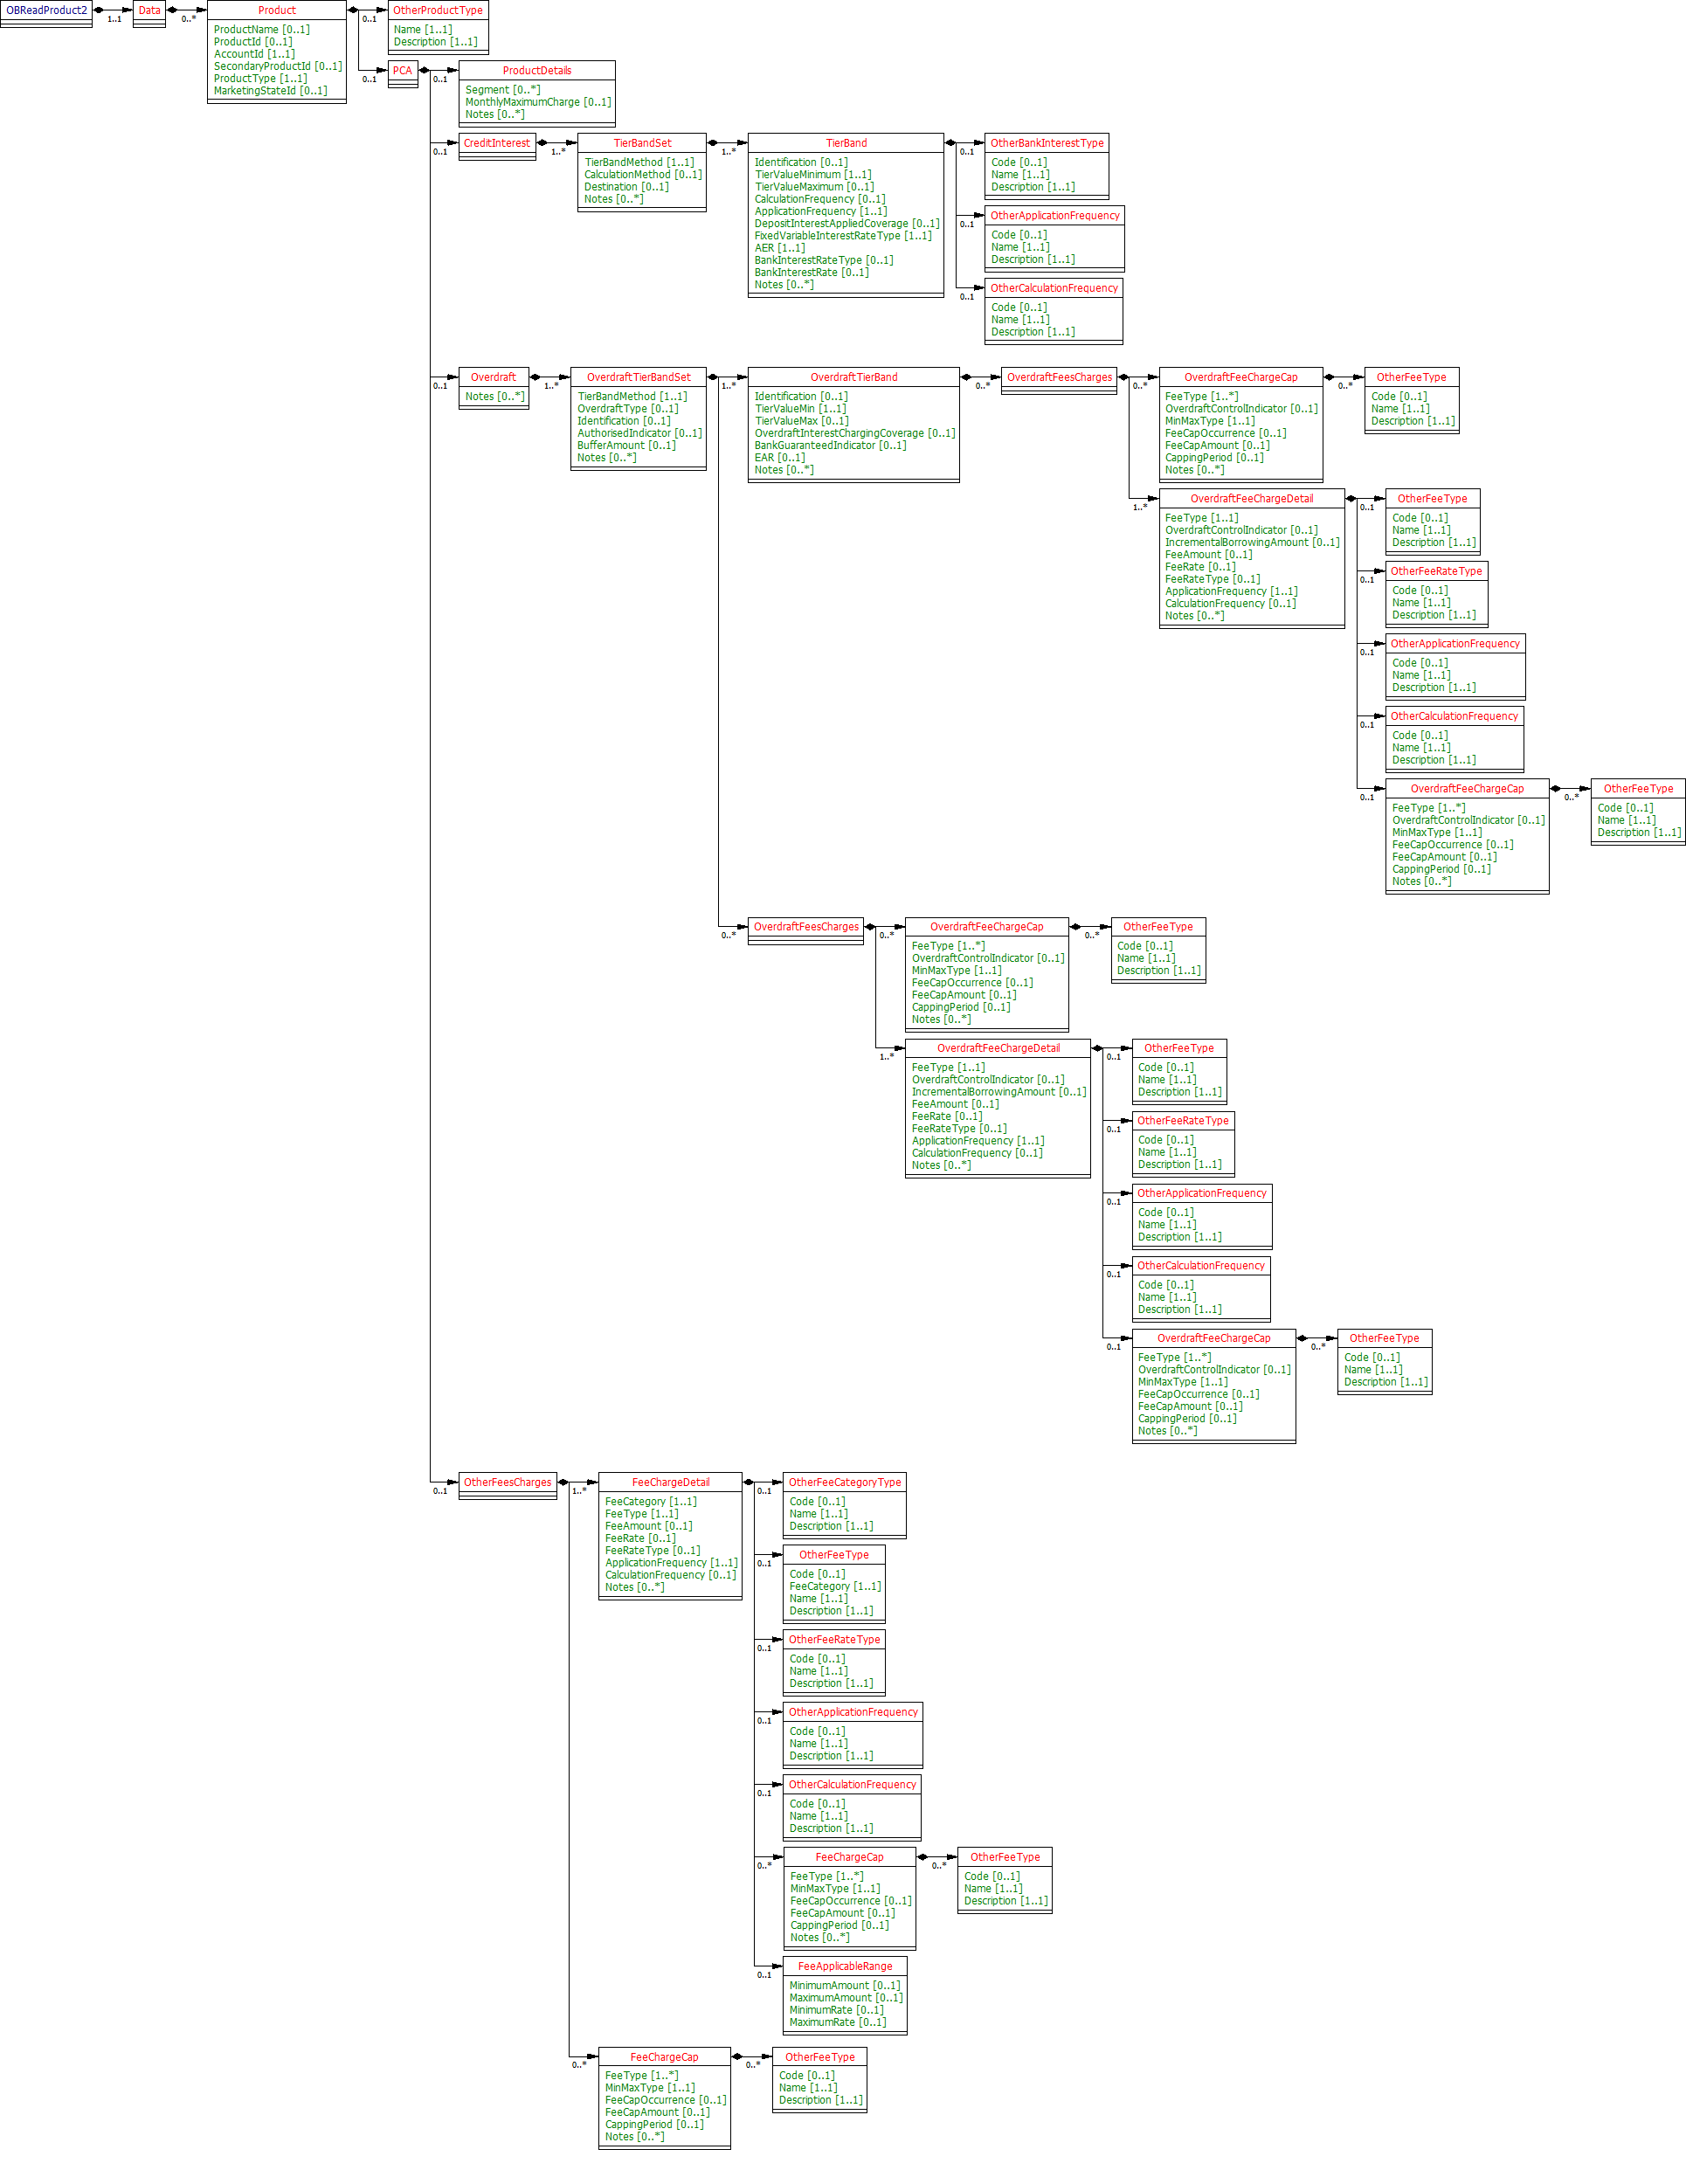 OBReadProduct2
1..1
Data
0..*
Product
ProductName [0..1]
ProductId [0..1]
AccountId [1..1]
SecondaryProductId [0..1]
ProductType [1..1]
MarketingStateId [0..1]
0..1
OtherProductType
Name [1..1]
Description [1..1]
0..1
PCA
0..1
ProductDetails
Segment [0..*]
MonthlyMaximumCharge [0..1]
Notes [0..*]
0..1
CreditInterest
1..*
TierBandSet
TierBandMethod [1..1]
CalculationMethod [0..1]
Destination [0..1]
Notes [0..*]
1..*
TierBand
Identification [0..1]
TierValueMinimum [1..1]
TierValueMaximum [0..1]
CalculationFrequency [0..1]
ApplicationFrequency [1..1]
DepositInterestAppliedCoverage [0..1]
FixedVariableInterestRateType [1..1]
AER [1..1]
BankInterestRateType [0..1]
BankInterestRate [0..1]
Notes [0..*]
0..1
OtherBankInterestType
Code [0..1]
Name [1..1]
Description [1..1]
0..1
OtherApplicationFrequency
Code [0..1]
Name [1..1]
Description [1..1]
0..1
OtherCalculationFrequency
Code [0..1]
Name [1..1]
Description [1..1]
0..1
Overdraft
Notes [0..*]
1..*
OverdraftTierBandSet
TierBandMethod [1..1]
OverdraftType [0..1]
Identification [0..1]
AuthorisedIndicator [0..1]
BufferAmount [0..1]
Notes [0..*]
1..*
OverdraftTierBand
Identification [0..1]
TierValueMin [1..1]
TierValueMax [0..1]
OverdraftInterestChargingCoverage [0..1]
BankGuaranteedIndicator [0..1]
EAR [0..1]
Notes [0..*]
0..*
OverdraftFeesCharges
0..*
OverdraftFeeChargeCap
FeeType [1..*]
OverdraftControlIndicator [0..1]
MinMaxType [1..1]
FeeCapOccurrence [0..1]
FeeCapAmount [0..1]
CappingPeriod [0..1]
Notes [0..*]
0..*
OtherFeeType
Code [0..1]
Name [1..1]
Description [1..1]
1..*
OverdraftFeeChargeDetail
FeeType [1..1]
OverdraftControlIndicator [0..1]
IncrementalBorrowingAmount [0..1]
FeeAmount [0..1]
FeeRate [0..1]
FeeRateType [0..1]
ApplicationFrequency [1..1]
CalculationFrequency [0..1]
Notes [0..*]
0..1
OtherFeeType
Code [0..1]
Name [1..1]
Description [1..1]
0..1
OtherFeeRateType
Code [0..1]
Name [1..1]
Description [1..1]
0..1
OtherApplicationFrequency
Code [0..1]
Name [1..1]
Description [1..1]
0..1
OtherCalculationFrequency
Code [0..1]
Name [1..1]
Description [1..1]
0..1
OverdraftFeeChargeCap
FeeType [1..*]
OverdraftControlIndicator [0..1]
MinMaxType [1..1]
FeeCapOccurrence [0..1]
FeeCapAmount [0..1]
CappingPeriod [0..1]
Notes [0..*]
0..*
OtherFeeType
Code [0..1]
Name [1..1]
Description [1..1]
0..*
OverdraftFeesCharges
0..*
OverdraftFeeChargeCap
FeeType [1..*]
OverdraftControlIndicator [0..1]
MinMaxType [1..1]
FeeCapOccurrence [0..1]
FeeCapAmount [0..1]
CappingPeriod [0..1]
Notes [0..*]
0..*
OtherFeeType
Code [0..1]
Name [1..1]
Description [1..1]
1..*
OverdraftFeeChargeDetail
FeeType [1..1]
OverdraftControlIndicator [0..1]
IncrementalBorrowingAmount [0..1]
FeeAmount [0..1]
FeeRate [0..1]
FeeRateType [0..1]
ApplicationFrequency [1..1]
CalculationFrequency [0..1]
Notes [0..*]
0..1
OtherFeeType
Code [0..1]
Name [1..1]
Description [1..1]
0..1
OtherFeeRateType
Code [0..1]
Name [1..1]
Description [1..1]
0..1
OtherApplicationFrequency
Code [0..1]
Name [1..1]
Description [1..1]
0..1
OtherCalculationFrequency
Code [0..1]
Name [1..1]
Description [1..1]
0..1
OverdraftFeeChargeCap
FeeType [1..*]
OverdraftControlIndicator [0..1]
MinMaxType [1..1]
FeeCapOccurrence [0..1]
FeeCapAmount [0..1]
CappingPeriod [0..1]
Notes [0..*]
0..*
OtherFeeType
Code [0..1]
Name [1..1]
Description [1..1]
0..1
OtherFeesCharges
1..*
FeeChargeDetail
FeeCategory [1..1]
FeeType [1..1]
FeeAmount [0..1]
FeeRate [0..1]
FeeRateType [0..1]
ApplicationFrequency [1..1]
CalculationFrequency [0..1]
Notes [0..*]
0..1
OtherFeeCategoryType
Code [0..1]
Name [1..1]
Description [1..1]
0..1
OtherFeeType
Code [0..1]
FeeCategory [1..1]
Name [1..1]
Description [1..1]
0..1
OtherFeeRateType
Code [0..1]
Name [1..1]
Description [1..1]
0..1
OtherApplicationFrequency
Code [0..1]
Name [1..1]
Description [1..1]
0..1
OtherCalculationFrequency
Code [0..1]
Name [1..1]
Description [1..1]
0..*
FeeChargeCap
FeeType [1..*]
MinMaxType [1..1]
FeeCapOccurrence [0..1]
FeeCapAmount [0..1]
CappingPeriod [0..1]
Notes [0..*]
0..*
OtherFeeType
Code [0..1]
Name [1..1]
Description [1..1]
0..1
FeeApplicableRange
MinimumAmount [0..1]
MaximumAmount [0..1]
MinimumRate [0..1]
MaximumRate [0..1]
0..*
FeeChargeCap
FeeType [1..*]
MinMaxType [1..1]
FeeCapOccurrence [0..1]
FeeCapAmount [0..1]
CappingPeriod [0..1]
Notes [0..*]
0..*
OtherFeeType
Code [0..1]
Name [1..1]
Description [1..1]